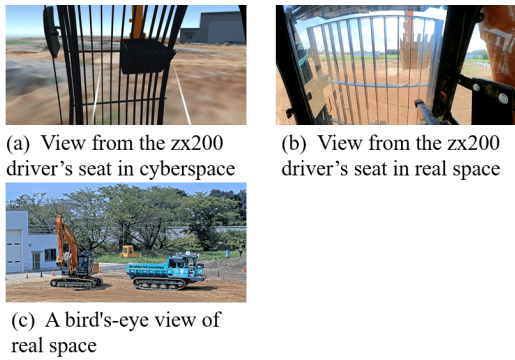 (a) View from the zx200
driver’s seat in cyberspace
(b) View from the zx200
driver’s seat in real space
(c) A bird's-eye view of
real space